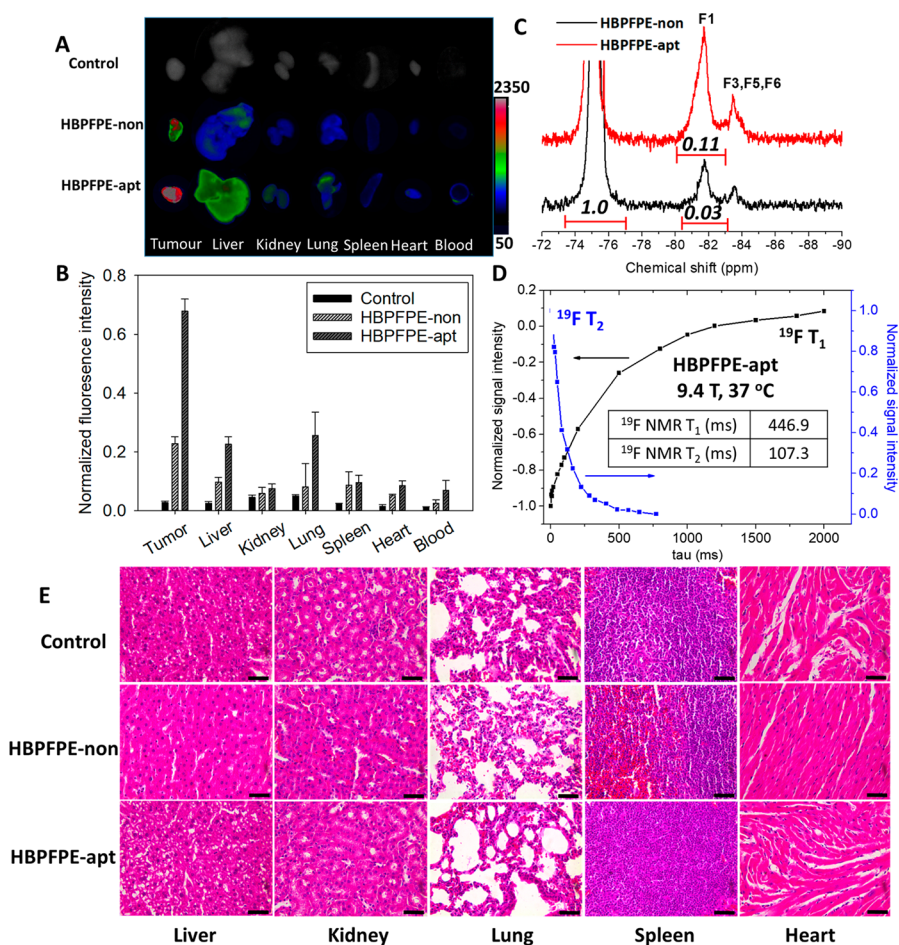 A
Control
HBPFPE-non
HBPFPE-apt
Tumour Liver Kidney Lung Spleen Heart Blood
2350
50
C
HBPFPE-non
HBPFPE-apt
F1
F3,F5,F6
0.11
1.0
0.03
-72 -74 -76 -78 -80 -82 -84 -86 -88 -90
Chemical shift (ppm)
B
Normalized fluoresence intensity
0.8
0.6
0.4
0.2
0.0
Control
HBPFPE-non
HBPFPE-apt
Tumor Liver Kidney Lung Spleen Heart Blood
D
Normalized signal intensity
0.2
0.0
-0.2
-0.4
-0.6
-0.8
-1.0
¹⁹F T₂
¹⁹F T₁
HBPFPE-apt
9.4 T, 37 °C
¹⁹F NMR T₁ (ms) 446.9
¹⁹F NMR T₂ (ms) 107.3
1.0
0.8
0.6
0.4
0.2
0.0
Normalized signal intensity
0 500 1000 1500 2000
tau (ms)
E
Control
HBPFPE-non
HBPFPE-apt
Liver Kidney Lung Spleen Heart